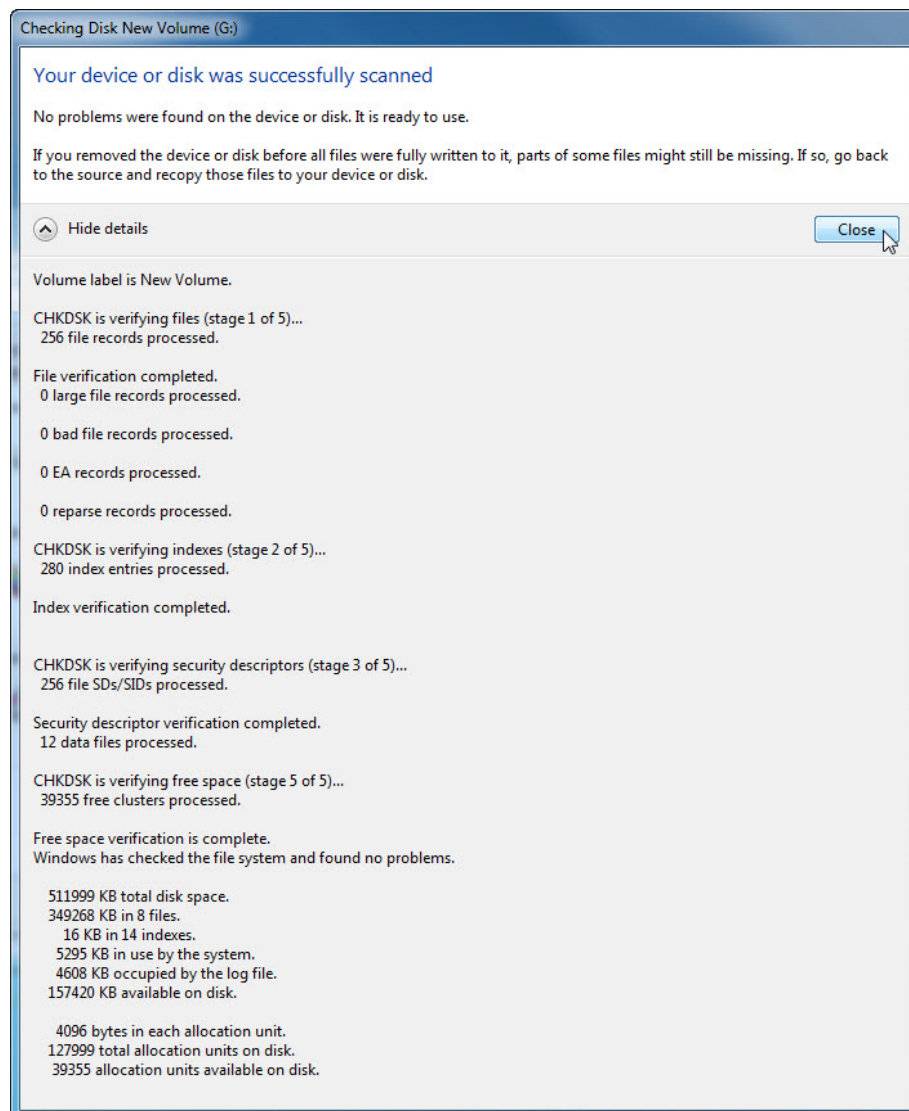 Checking Disk New Volume (G:)
Your device or disk was successfully scanned
No problems were found on the device or disk. It is ready to use.
If you removed the device or disk before all files were fully written to it, parts of some files might still be missing. If so, go back
to the source and recopy those files to your device or disk.
Hide details
Close
Volume label is New Volume.
CHKDSK is verifying files (stage 1 of 5)...
256 file records processed.
File verification completed.
0 large file records processed.
0 bad file records processed.
0 EA records processed.
0 reparse records processed.
CHKDSK is verifying indexes (stage 2 of 5)...
280 index entries processed.
Index verification completed.
CHKDSK is verifying security descriptors (stage 3 of 5)...
256 file SDs/SIDs processed.
Security descriptor verification completed.
12 data files processed.
CHKDSK is verifying free space (stage 5 of 5)...
39355 free clusters processed.
Free space verification is complete.
Windows has checked the file system and found no problems.
511999 KB total disk space.
349268 KB in 8 files.
16 KB in 14 indexes.
5295 KB in use by the system.
4608 KB occupied by the log file.
157420 KB available on disk.
4096 bytes in each allocation unit.
127999 total allocation units on disk.
39355 allocation units available on disk.